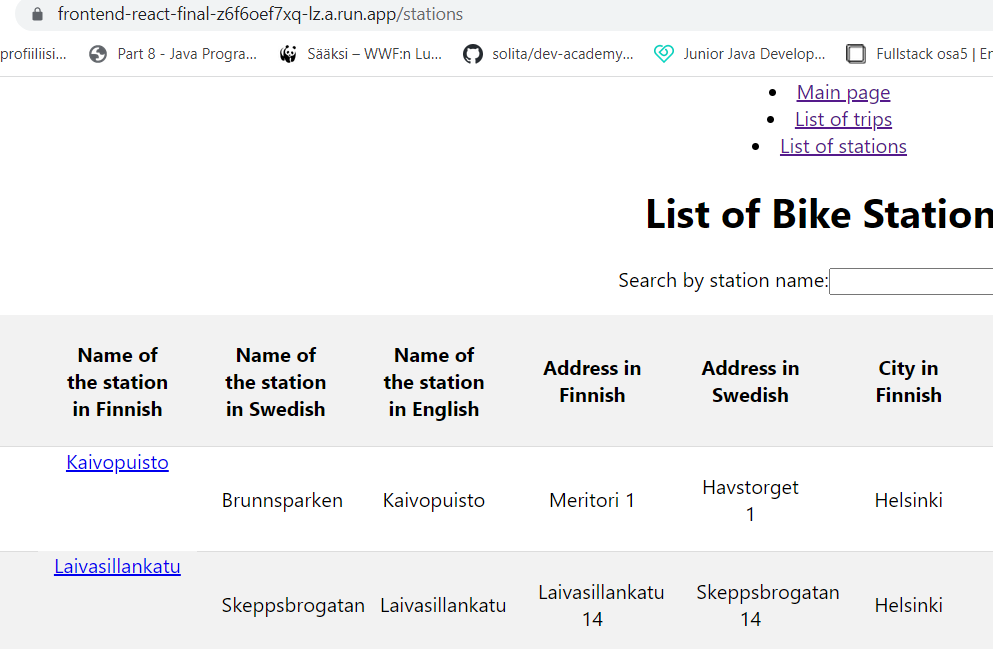 frontend-react-final-z6f6oef7xq-lz.a.run.app/stations
profiiliisi... Part 8 - Java Progra... Sääksi – WWF:n Lu... solita/dev-academy... Junior Java Develop... Fullstack osa5 | En
Main page
List of trips
List of stations
List of Bike Station
Search by station name:
Name of the station in Finnish
Name of the station in Swedish
Name of the station in English
Address in Finnish
Address in Swedish
City in Finnish
Kaivopuisto
Brunnsparken
Kaivopuisto
Meritori 1
Havstorget 1
Helsinki
Laivasillankatu
Skeppsbrogatan
Laivasillankatu
Laivasillankatu 14
Skeppsbrogatan 14
Helsinki